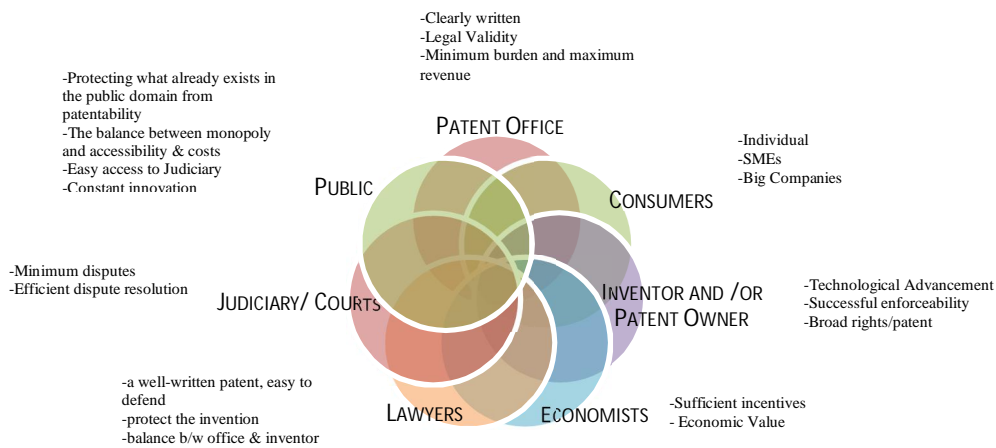 -Clearly written
-Legal Validity
-Minimum burden and maximum
revenue
-Protecting what already exists in
the public domain from
patentability
-The balance between monopoly
and accessibility & costs
-Easy access to Judiciary
-Constant innovation
PATENT OFFICE
-Individual
-SMEs
-Big Companies
PUBLIC
CONSUMERS
-Minimum disputes
-Efficient dispute resolution
JUDICIARY/ COURTS
INVENTOR AND /OR
PATENT OWNER
-Technological Advancement
-Successful enforceability
-Broad rights/patent
-a well-written patent, easy to
defend
-protect the invention
-balance b/w office & inventor
LAWYERS
ECONOMISTS
-Sufficient incentives
- Economic Value